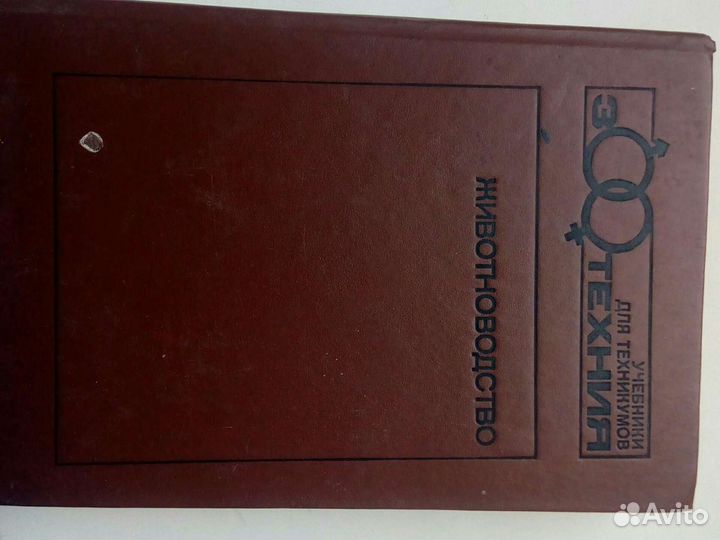 УЧЕБНИКИ
ДЛЯ ТЕХНИКУМОВ
ЗООТЕХНИЯ
ЖИВОТНОВОДСТВО
Avito